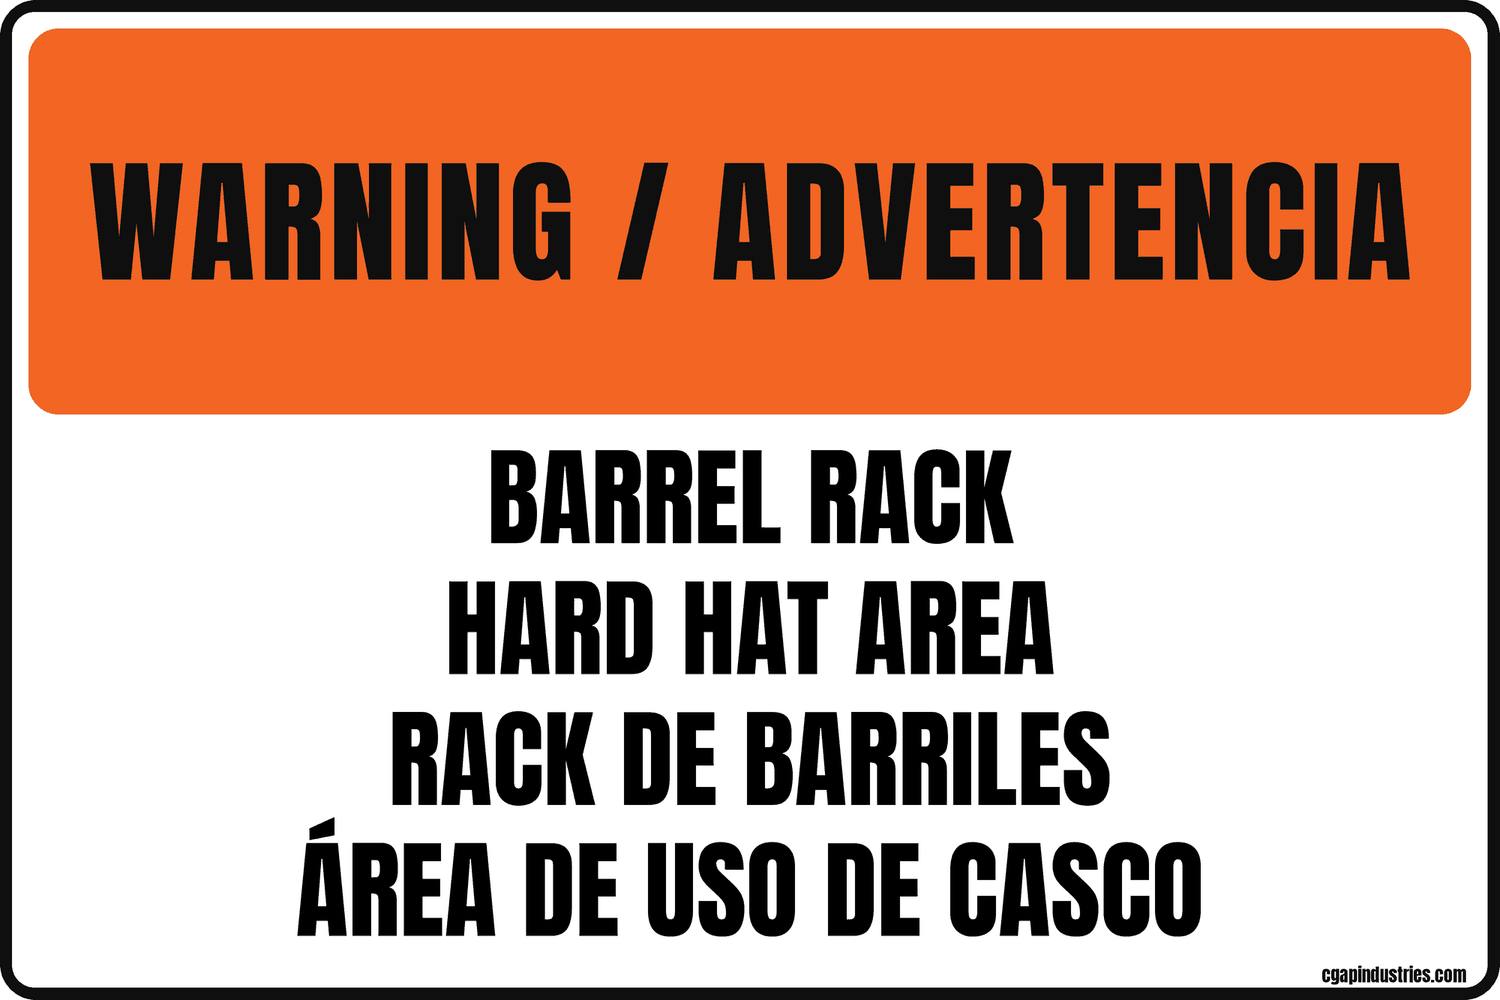 WARNING / ADVERTENCIA
BARREL RACK
HARD HAT AREA
RACK DE BARRILES
ÁREA DE USO DE CASCO
cgapindustries.com